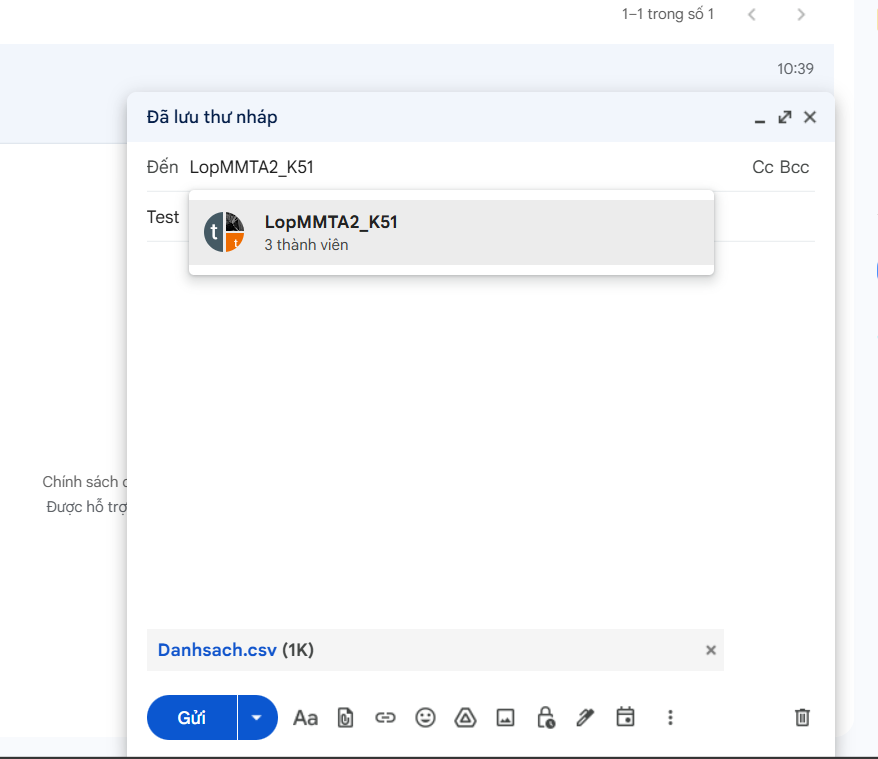 1–1 trong số 1
10:39
Đã lưu thư nháp
Đến LopMMTA2_K51 Cc Bcc
Test
t t
LopMMTA2_K51
3 thành viên
Chính sách
Được hỗ trợ
Danhsach.csv (1K)
Gửi Aa